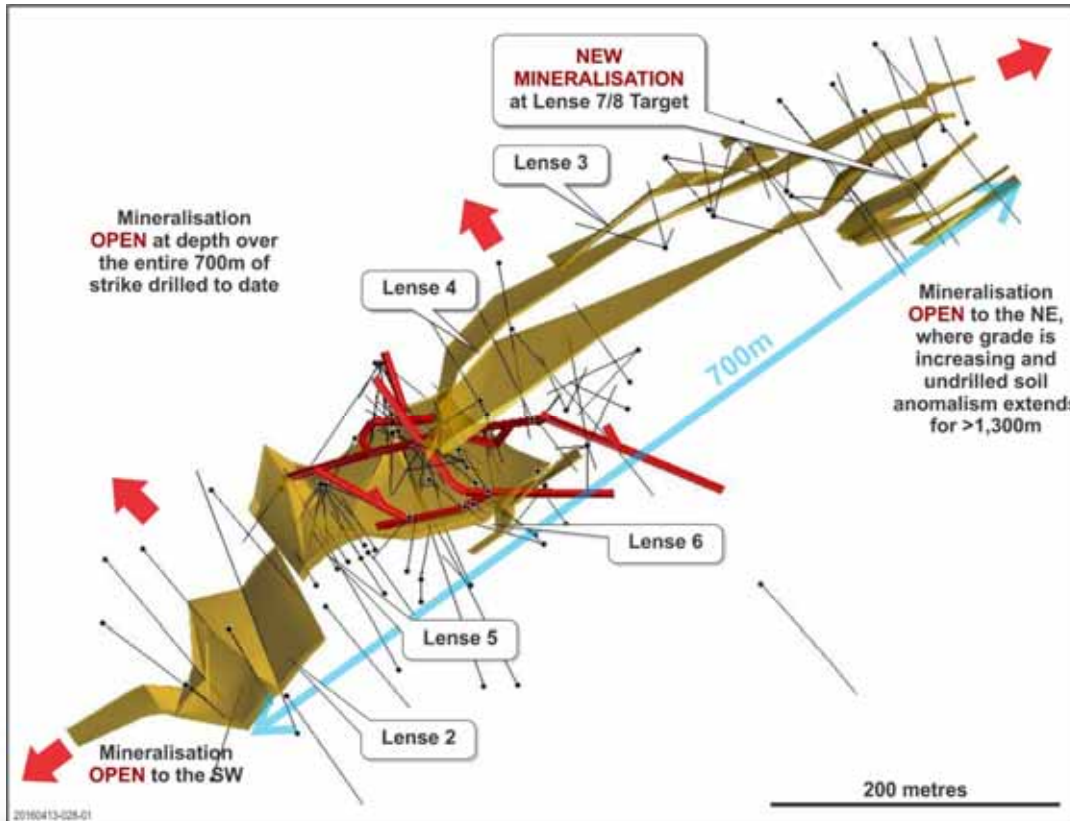 NEW
MINERALISATION
at Lense 7/8 Target
Lense 3
Mineralisation
OPEN at depth over
the entire 700m of
strike drilled to date
Lense 4
700m
Mineralisation
OPEN to the NE,
where grade is
increasing and
undrilled soil
anomalism extends
for >1,300m
Lense 6
Lense 5
Lense 2
Mineralisation
OPEN to the SW
200 metres
20160413-028-01